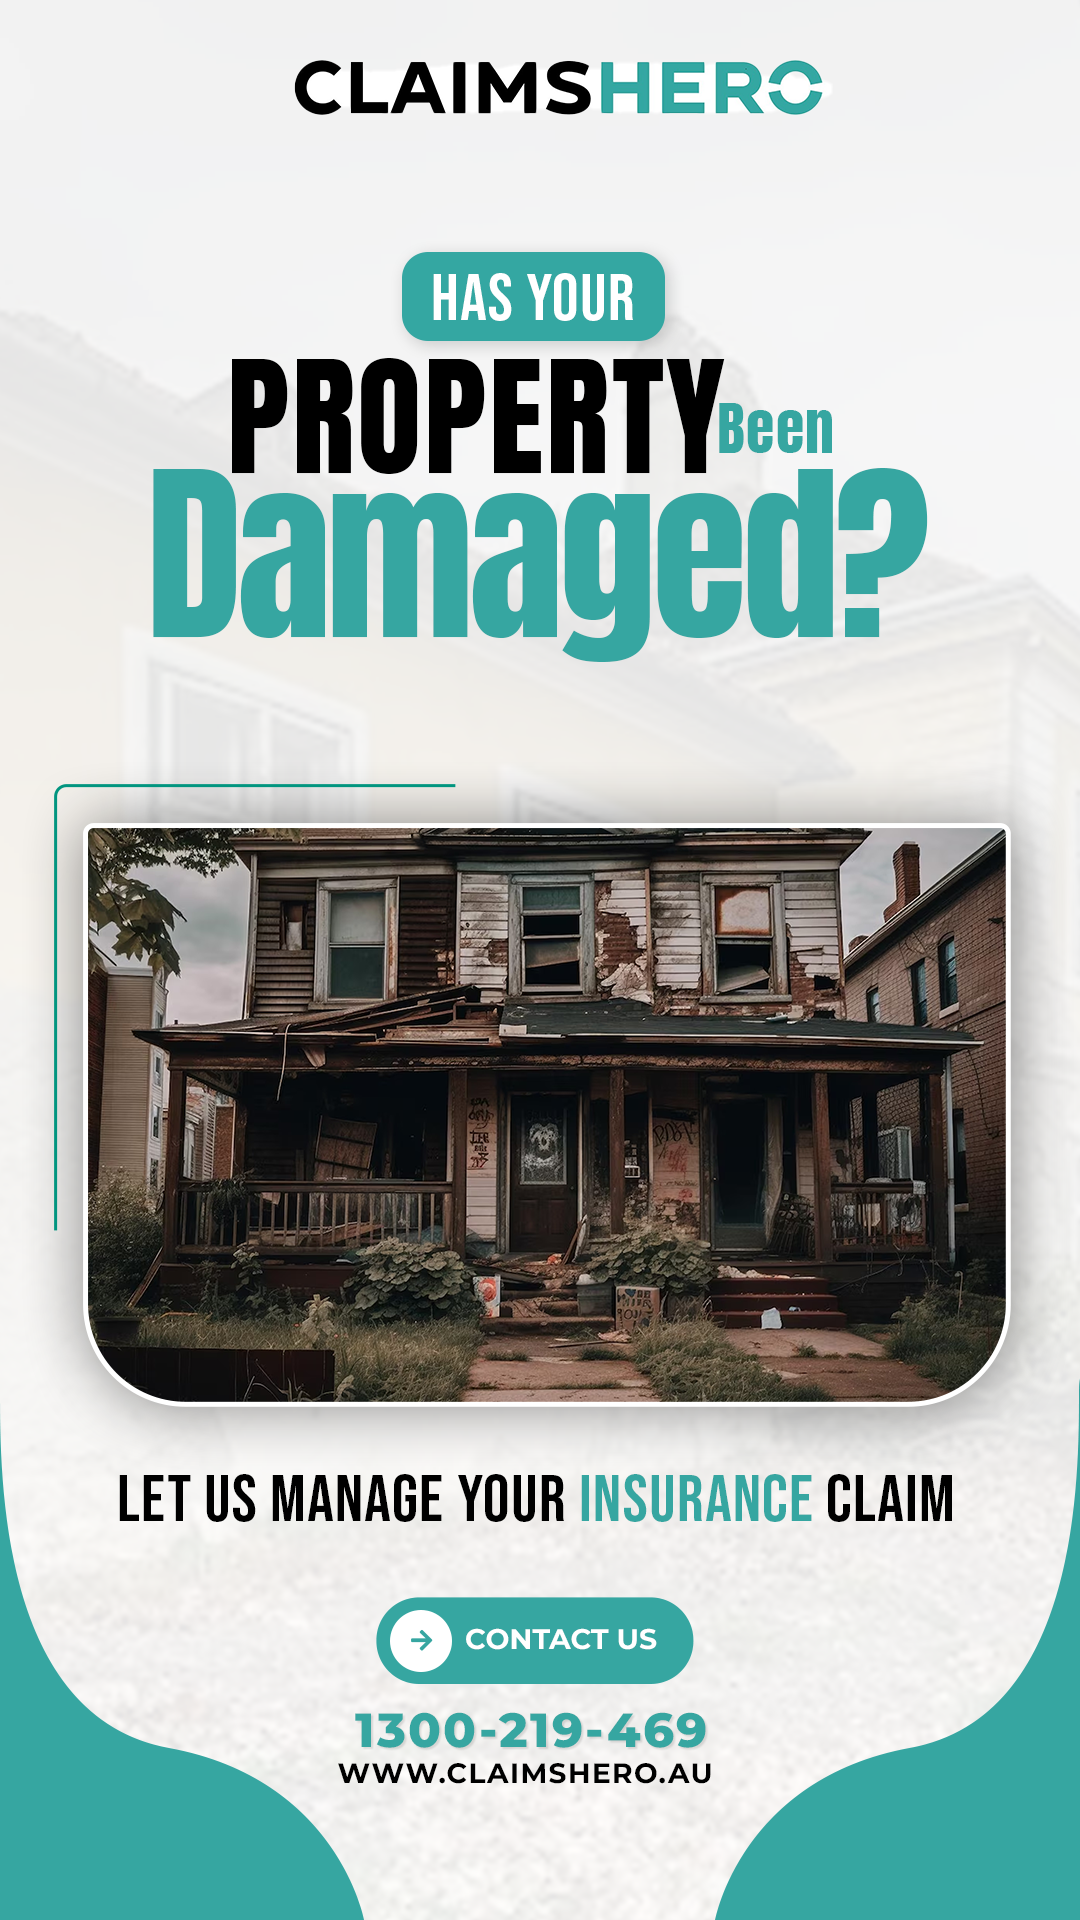 CLAIMSHERO
HAS YOUR
PROPERTY Been
Damaged?
LET US MANAGE YOUR INSURANCE CLAIM
CONTACT US
1300-219-469
WWW.CLAIMSHERO.AU